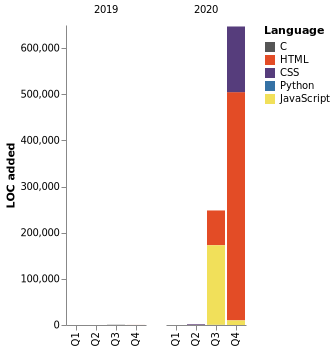 2019 2020
Language
C
HTML
CSS
Python
JavaScript
LOC added
600,000
500,000
400,000
300,000
200,000
100,000
0
Q1 Q2 Q3 Q4 Q1 Q2 Q3 Q4